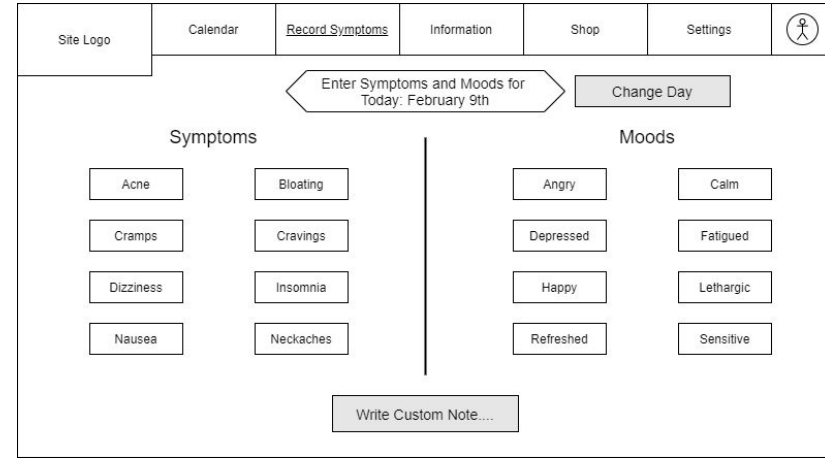 Site Logo
Calendar
Record Symptoms
Information
Shop
Settings
Enter Symptoms and Moods for
Today: February 9th
Change Day
Symptoms
Moods
Acne
Bloating
Angry
Calm
Cramps
Cravings
Depressed
Fatigued
Dizziness
Insomnia
Happy
Lethargic
Nausea
Neckaches
Refreshed
Sensitive
Write Custom Note....